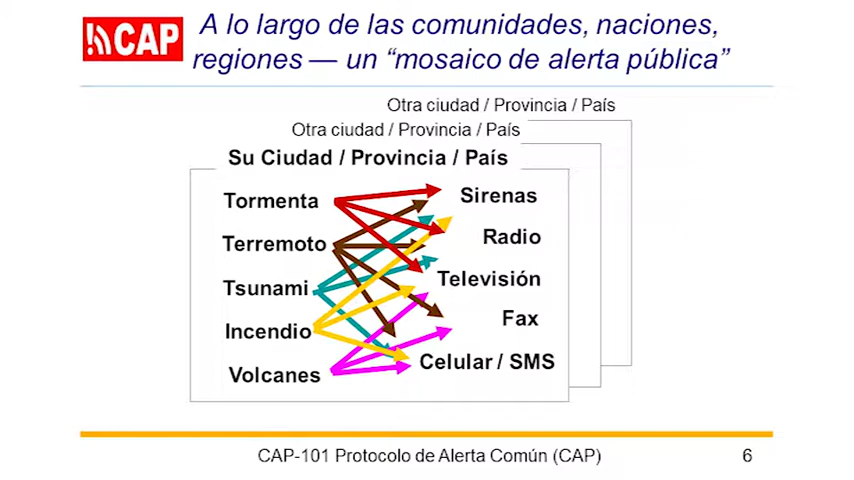 CAP
A lo largo de las comunidades, naciones,
regiones — un “mosaico de alerta pública”
Otra ciudad / Provincia / País
Otra ciudad / Provincia / País
Su Ciudad / Provincia / País
Tormenta
Terremoto
Tsunami
Incendio
Volcanes
Sirenas
Radio
Televisión
Fax
Celular / SMS
CAP-101 Protocolo de Alerta Común (CAP)
6